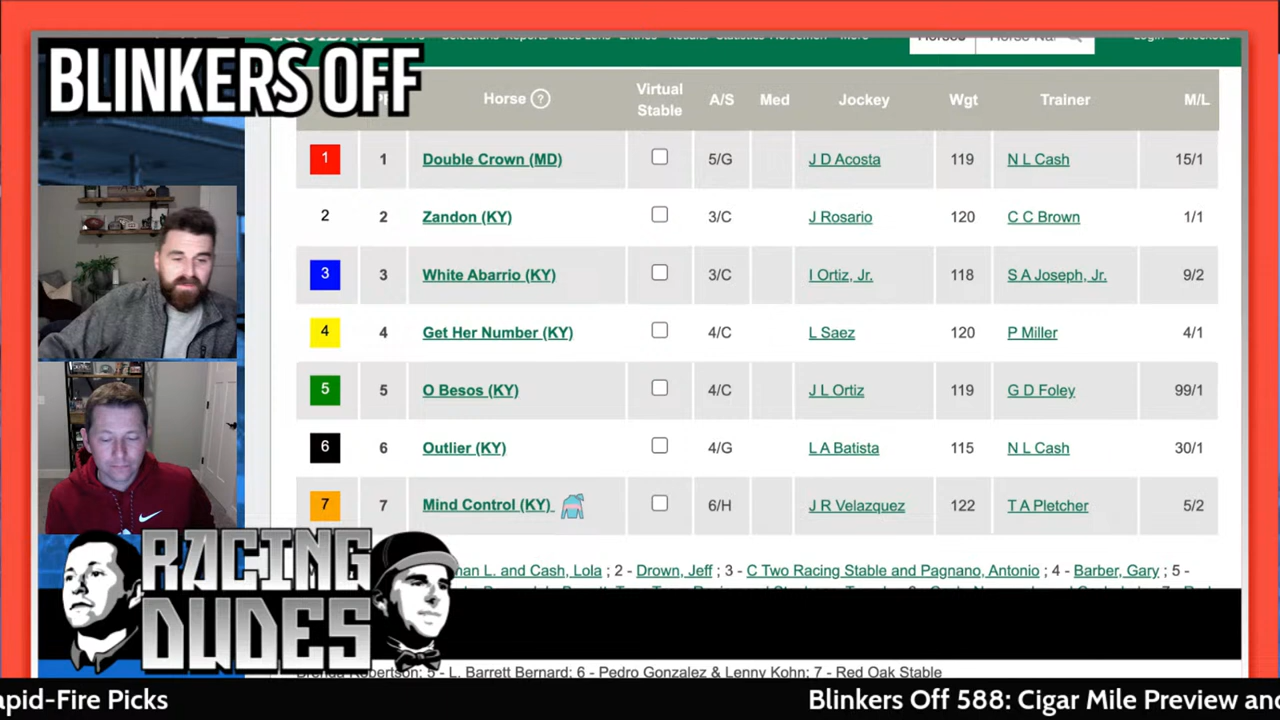 BLINKERS OFF
Horse ? Virtual Stable A/S Med Jockey Wgt Trainer M/L
1 1 Double Crown (MD) 5/G J D Acosta 119 N L Cash 15/1
2 2 Zandon (KY) 3/C J Rosario 120 C C Brown 1/1
3 3 White Abarrio (KY) 3/C I Ortiz, Jr. 118 S A Joseph, Jr. 9/2
4 4 Get Her Number (KY) 4/C L Saez 120 P Miller 4/1
5 5 O Besos (KY) 4/C J L Ortiz 119 G D Foley 99/1
6 6 Outlier (KY) 4/G L A Batista 115 N L Cash 30/1
7 7 Mind Control (KY) 6/H J R Velazquez 122 T A Pletcher 5/2
L. and Cash, Lola ; 2 - Drown, Jeff ; 3 - C Two Racing Stable and Pagnano, Antonio ; 4 - Barber, Gary ; 5 -
RACING
DUDES
5 - L. Barrett Bernard; 6 - Pedro Gonzalez & Lenny Kohn; 7 - Red Oak Stable
apid-Fire Picks Blinkers Off 588: Cigar Mile Preview and